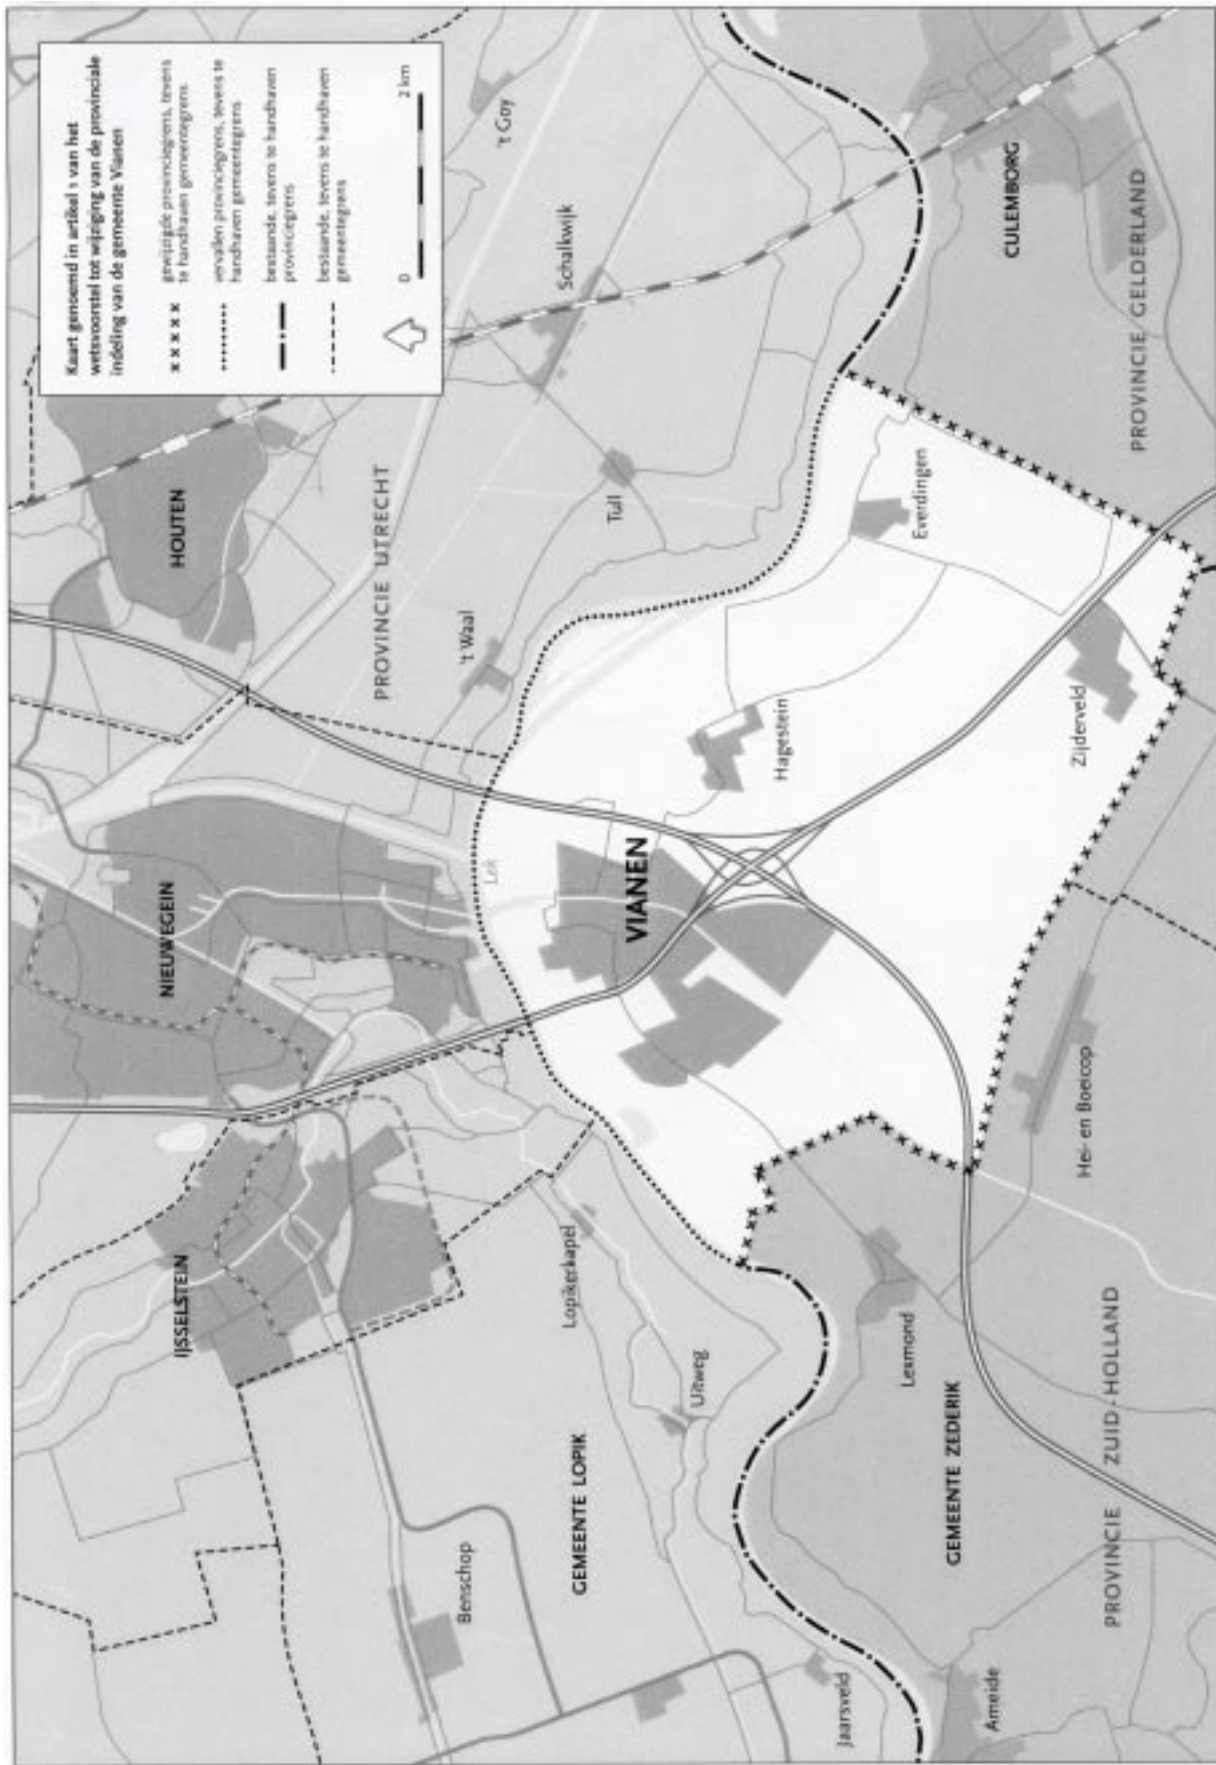 Kaart genoemd in artikel 1 van het
wetsvoorstel tot wijziging van de provinciale
indeling van de gemeente Vianen
gewijzigde provinciegrens, tevens
te handhaven gemeentegrens
vervallen provinciegrens, tevens te
handhaven gemeentegrens
bestaande, tevens te handhaven
provinciegrens
bestaande, tevens te handhaven
gemeentegrens
0 2 km
HOUTEN
NIEUWEGEIN
IJSSELSTEIN
PROVINCIE UTRECHT
't Goy
Schalkwijk
Tull
't Waal
Lek
Benschop
Lopikerkapel
GEMEENTE LOPIK
Uitweg
Jaarsveld
VIANEN
Hagestein
Everdingen
Zijderveld
CULEMBORG
PROVINCIE GELDERLAND
Lexmond
Hei- en Boeicop
GEMEENTE ZEDERIK
Ameide
PROVINCIE ZUID-HOLLAND